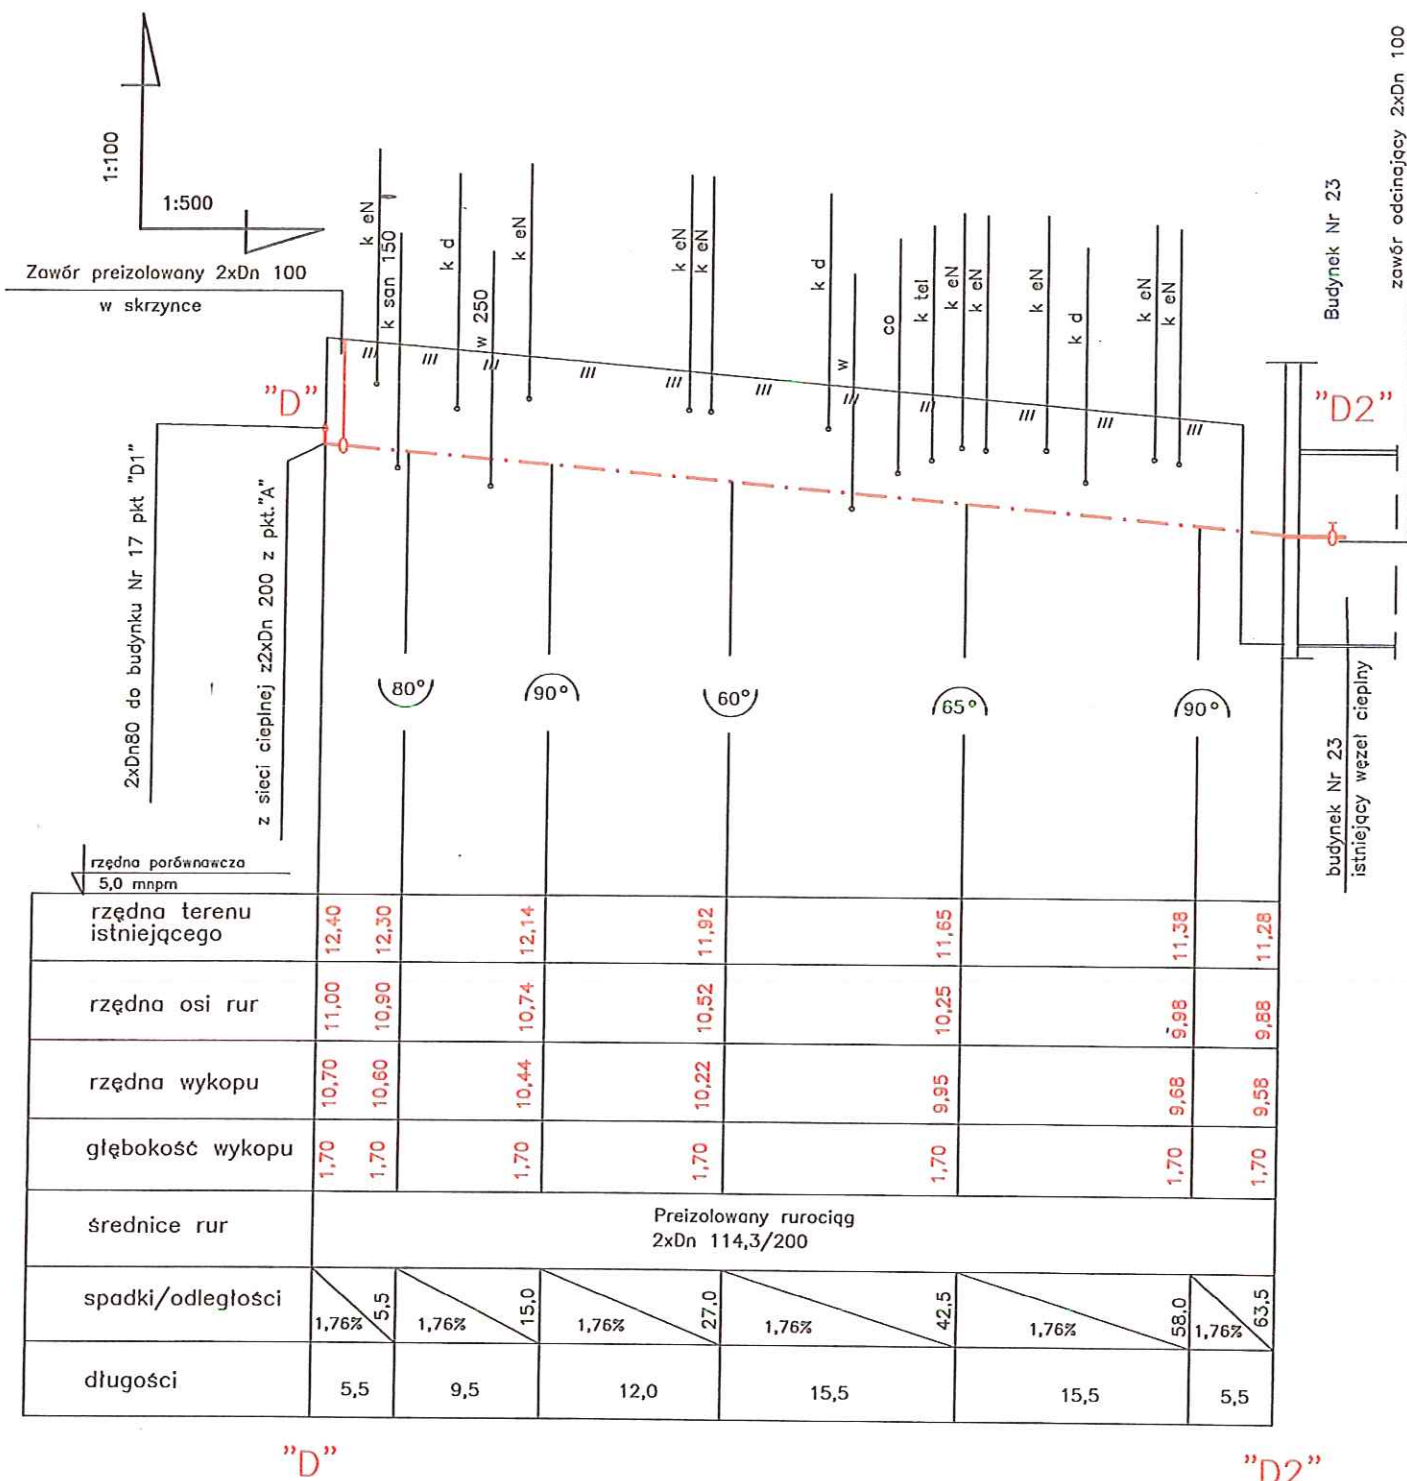 1:100
1:500
Zawór preizolowany 2xDn 100
w skrzynce
k eN
k san 150
k d
w 250
k eN
k eN
k eN
k d
w
co
k tel
k eN
k eN
k eN
k d
k eN
k eN
Budynek Nr 23
zawór odcinający 2xDn 100
"D"
"D2"
2xDn80 do budynku Nr 17 pkt "D1"
z sieci cieplnej z2xDn 200 z pkt."A"
80°
90°
60°
65°
90°
budynek Nr 23
istniejący węzeł cieplny
rzędna porównawcza
5,0 mnpm
rzędna terenu
istniejącego
12,40 12,30 12,14 11,92 11,65 11,38 11,28
rzędna osi rur
11,00 10,90 10,74 10,52 10,25 9,98 9,88
rzędna wykopu
10,70 10,60 10,44 10,22 9,95 9,68 9,58
głębokość wykopu
1,70 1,70 1,70 1,70 1,70 1,70 1,70
średnice rur
Preizolowany rurociąg
2xDn 114,3/200
spadki/odległości
1,76% 5,5 1,76% 15,0 1,76% 27,0 1,76% 42,5 1,76% 58,0 1,76% 63,5
długości
5,5 9,5 12,0 15,5 15,5 5,5
"D"
"D2"